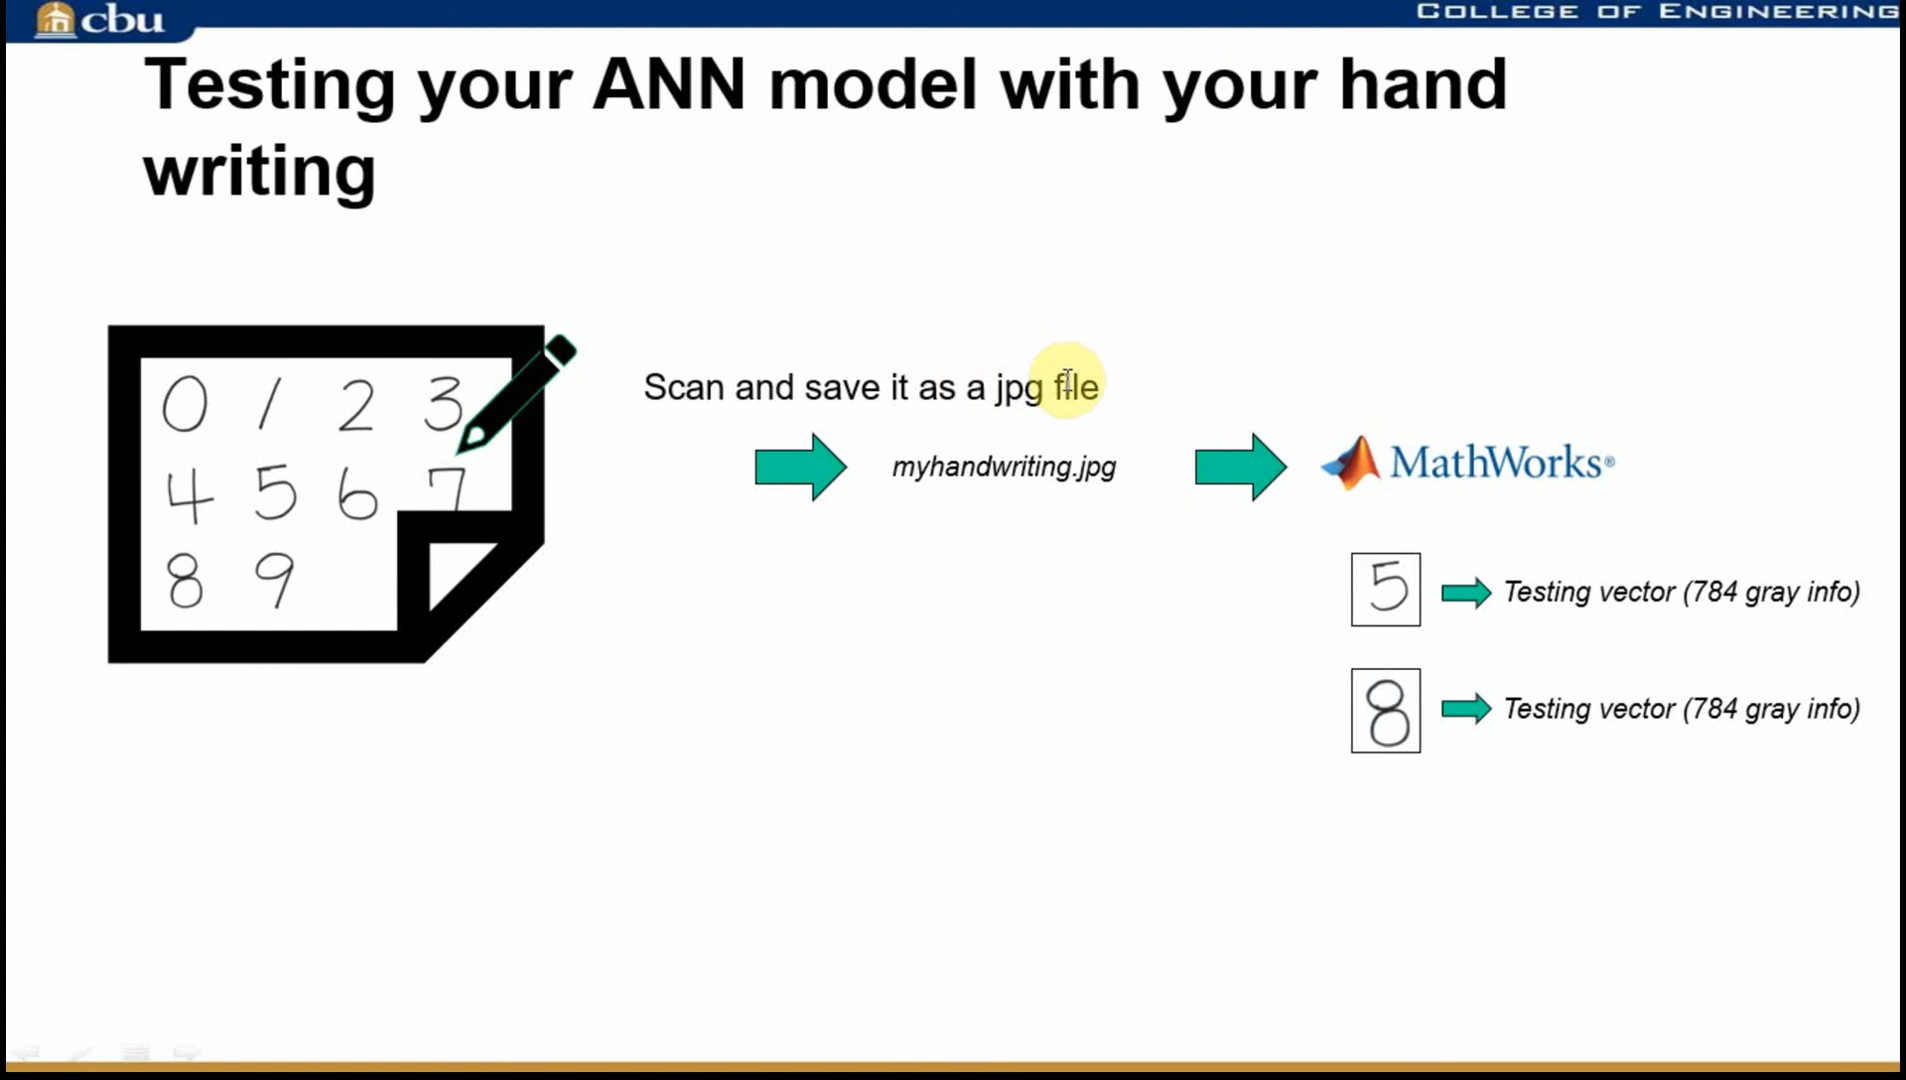 cbu
COLLEGE OF ENGINEERING
Testing your ANN model with your hand
writing
0 1 2 3
4 5 6 7
8 9
Scan and save it as a jpg file
myhandwriting.jpg
MathWorks®
5 Testing vector (784 gray info)
8 Testing vector (784 gray info)